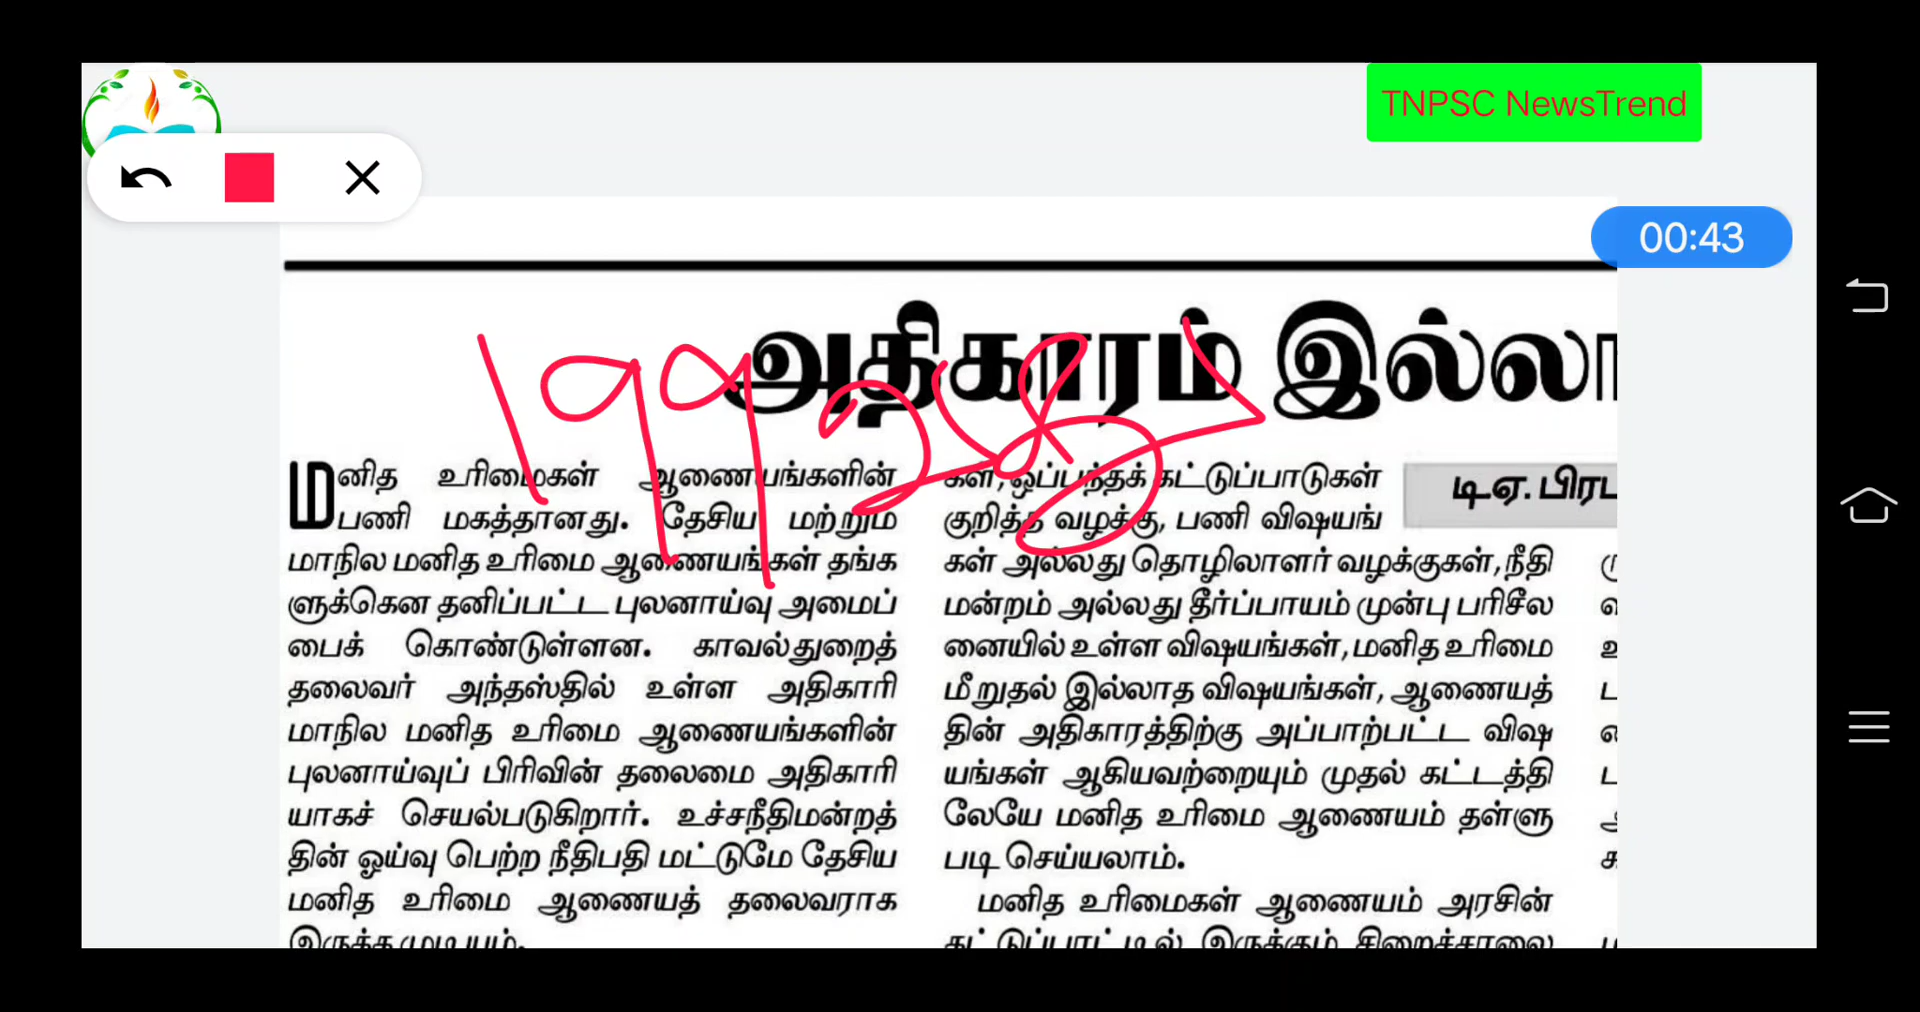 TNPSC NewsTrend
00:43
அதிகாரம் இல்லா
மனித உரிமைகள் ஆணையங்களின்
பணி மகத்தானது. தேசிய மற்றும்
மாநில மனித உரிமை ஆணையங்கள் தங்க
ளுக்கென தனிப்பட்ட புலனாய்வு அமைப்
பைக் கொண்டுள்ளன. காவல்துறைத்
தலைவர் அந்தஸ்தில் உள்ள அதிகாரி
மாநில மனித உரிமை ஆணையங்களின்
புலனாய்வுப் பிரிவின் தலைமை அதிகாரி
யாகச் செயல்படுகிறார். உச்சநீதிமன்றத்
தின் ஓய்வு பெற்ற நீதிபதி மட்டுமே தேசிய
மனித உரிமை ஆணையத் தலைவராக
இருக்க முடியும்.
கள், ஒப்பந்தக் கட்டுப்பாடுகள்
குறித்த வழக்கு, பணி விஷயங்
கள் அல்லது தொழிலாளர் வழக்குகள், நீதி
மன்றம் அல்லது தீர்ப்பாயம் முன்பு பரிசீல
னையில் உள்ள விஷயங்கள், மனித உரிமை
மீறுதல் இல்லாத விஷயங்கள், ஆணையத்
தின் அதிகாரத்திற்கு அப்பாற்பட்ட விஷ
யங்கள் ஆகியவற்றையும் முதல் கட்டத்தி
லேயே மனித உரிமை ஆணையம் தள்ளு
படி செய்யலாம்.
மனித உரிமைகள் ஆணையம் அரசின்
கட்டுப்பாட்டில் இருக்கும் சிறைச்சாலை
டி.ஏ. பிரப